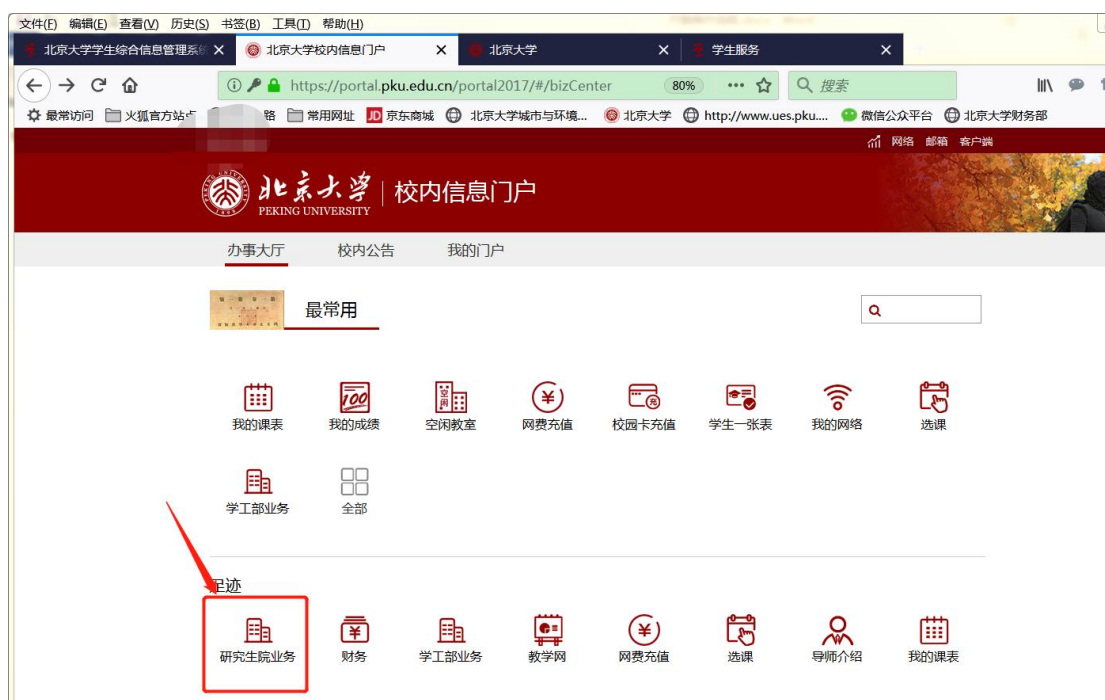 文件(F) 编辑(E) 查看(V) 历史(S) 书签(B) 工具(T) 帮助(H)
北京大学学生综合信息管理系统 北京大学校内信息门户 北京大学 学生服务
https://portal.pku.edu.cn/portal2017/#/bizCenter 80% 搜索
最常访问 火狐官方站点 路 常用网址 JD 京东商城 北京大学城市与环境... 北京大学 http://www.ues.pku.... 微信公众平台 北京大学财务部
网络 邮箱 客户端
北京大学 校内信息门户
PEKING UNIVERSITY
办事大厅 校内公告 我的门户
最常用
我的课表 我的成绩 空闲教室 网费充值 校园卡充值 学生一张表 我的网络 选课
学工部业务 全部
足迹
研究生院业务 财务 学工部业务 教学网 网费充值 选课 导师介绍 我的课表